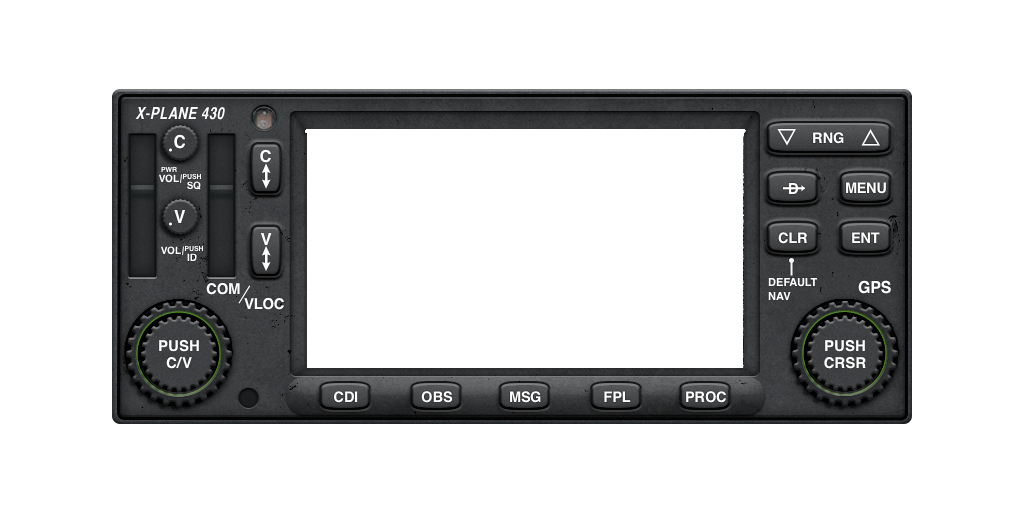 X-PLANE 430
C
PWR
VOL/PUSH
SQ
V
VOL/PUSH
ID
C
V
COM/VLOC
PUSH
C/V
CDI
OBS
MSG
FPL
PROC
RNG
D
MENU
CLR
ENT
DEFAULT
NAV
GPS
PUSH
CRSR